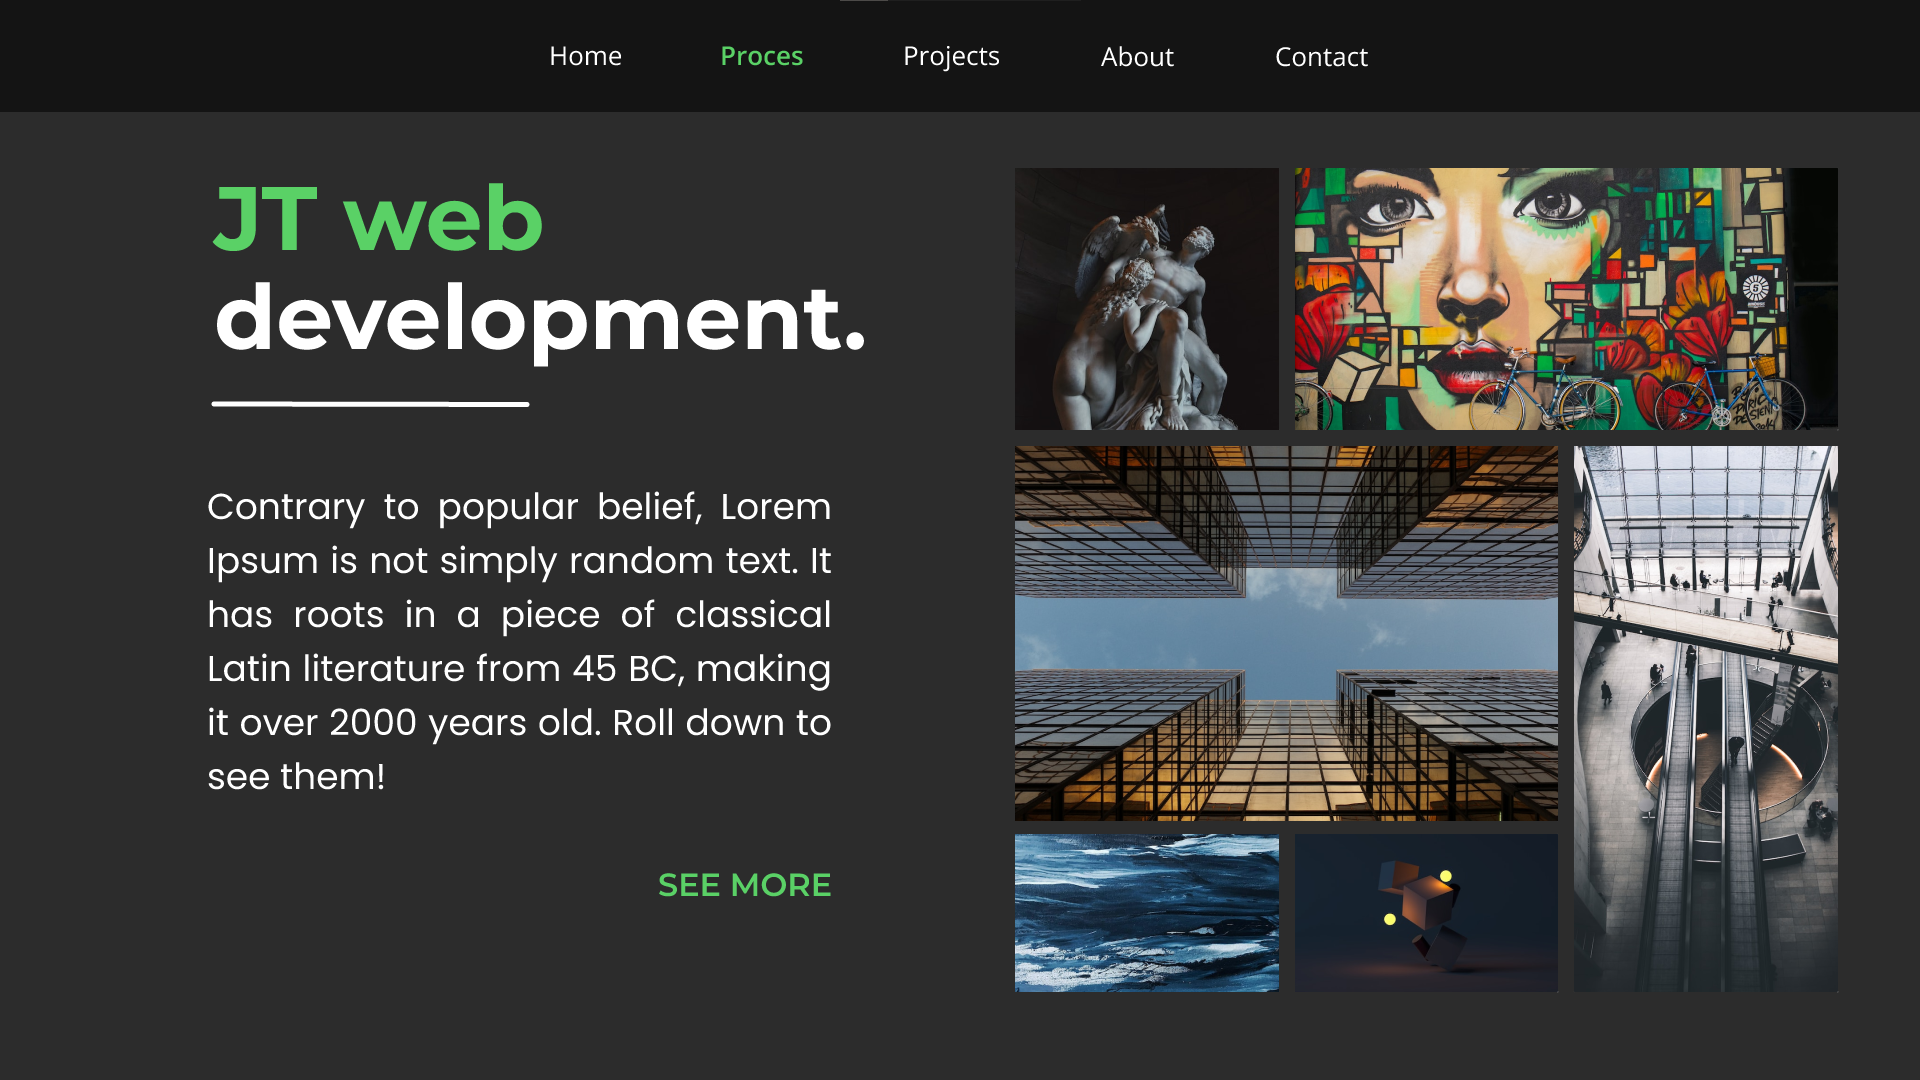 Home Proces Projects About Contact
JT web
development.
Contrary to popular belief, Lorem
Ipsum is not simply random text. It
has roots in a piece of classical
Latin literature from 45 BC, making
it over 2000 years old. Roll down to
see them!
SEE MORE